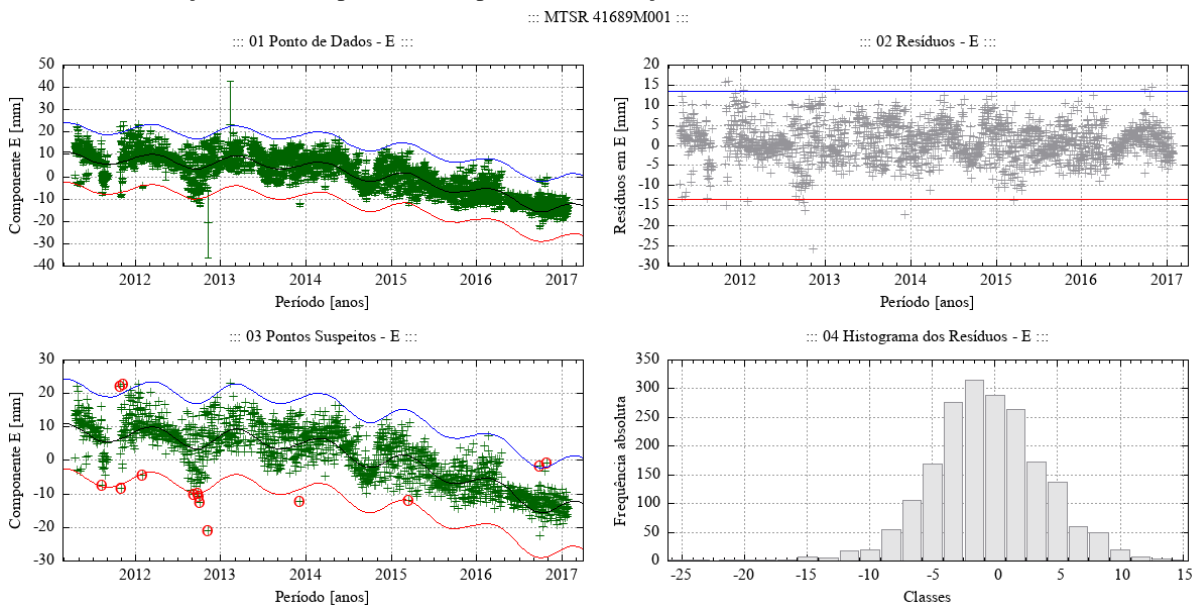 ::: MTSR 41689M001 :::
::: 01 Ponto de Dados - E :::
50
40
30
20
10
0
-10
-20
-30
-40
Componente E [mm]
2012 2013 2014 2015 2016 2017
Período [anos]
::: 02 Resíduos - E :::
20
15
10
5
0
-5
-10
-15
-20
-25
-30
Resíduos em E [mm]
2012 2013 2014 2015 2016 2017
Período [anos]
::: 03 Pontos Suspeitos - E :::
30
20
10
0
-10
-20
-30
Componente E [mm]
2012 2013 2014 2015 2016 2017
Período [anos]
::: 04 Histograma dos Resíduos - E :::
350
300
250
200
150
100
50
0
Frequência absoluta
-25 -20 -15 -10 -5 0 5 10 15
Classes